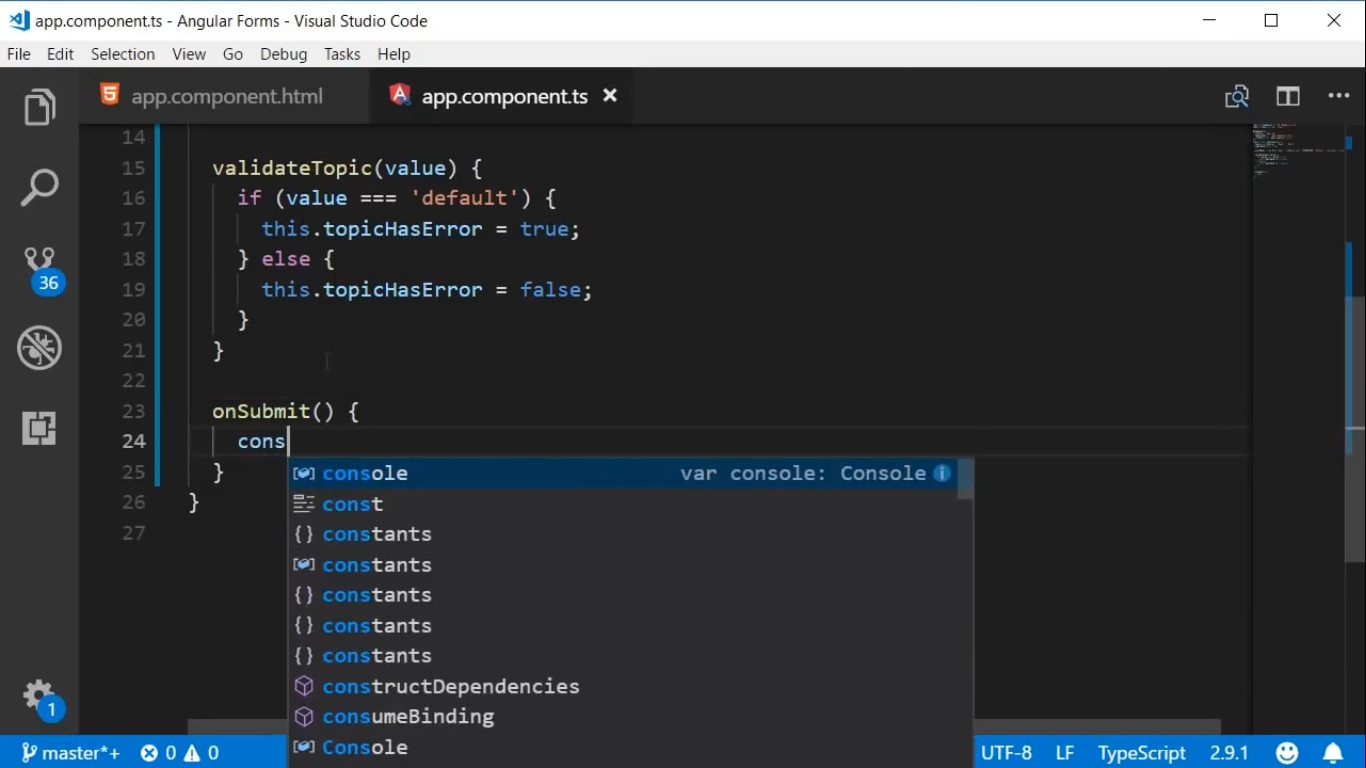 app.component.ts - Angular Forms - Visual Studio Code
File Edit Selection View Go Debug Tasks Help
app.component.html app.component.ts
14
15 validateTopic(value) {
16 if (value === 'default') {
17 this.topicHasError = true;
18 } else {
19 this.topicHasError = false;
20 }
21 }
22
23 onSubmit() {
24 cons
25 }
26 }
27
console var console: Console
const
constants
constants
constants
constants
constants
constructDependencies
consumeBinding
Console
36
1
master*+ 0 0 UTF-8 LF TypeScript 2.9.1